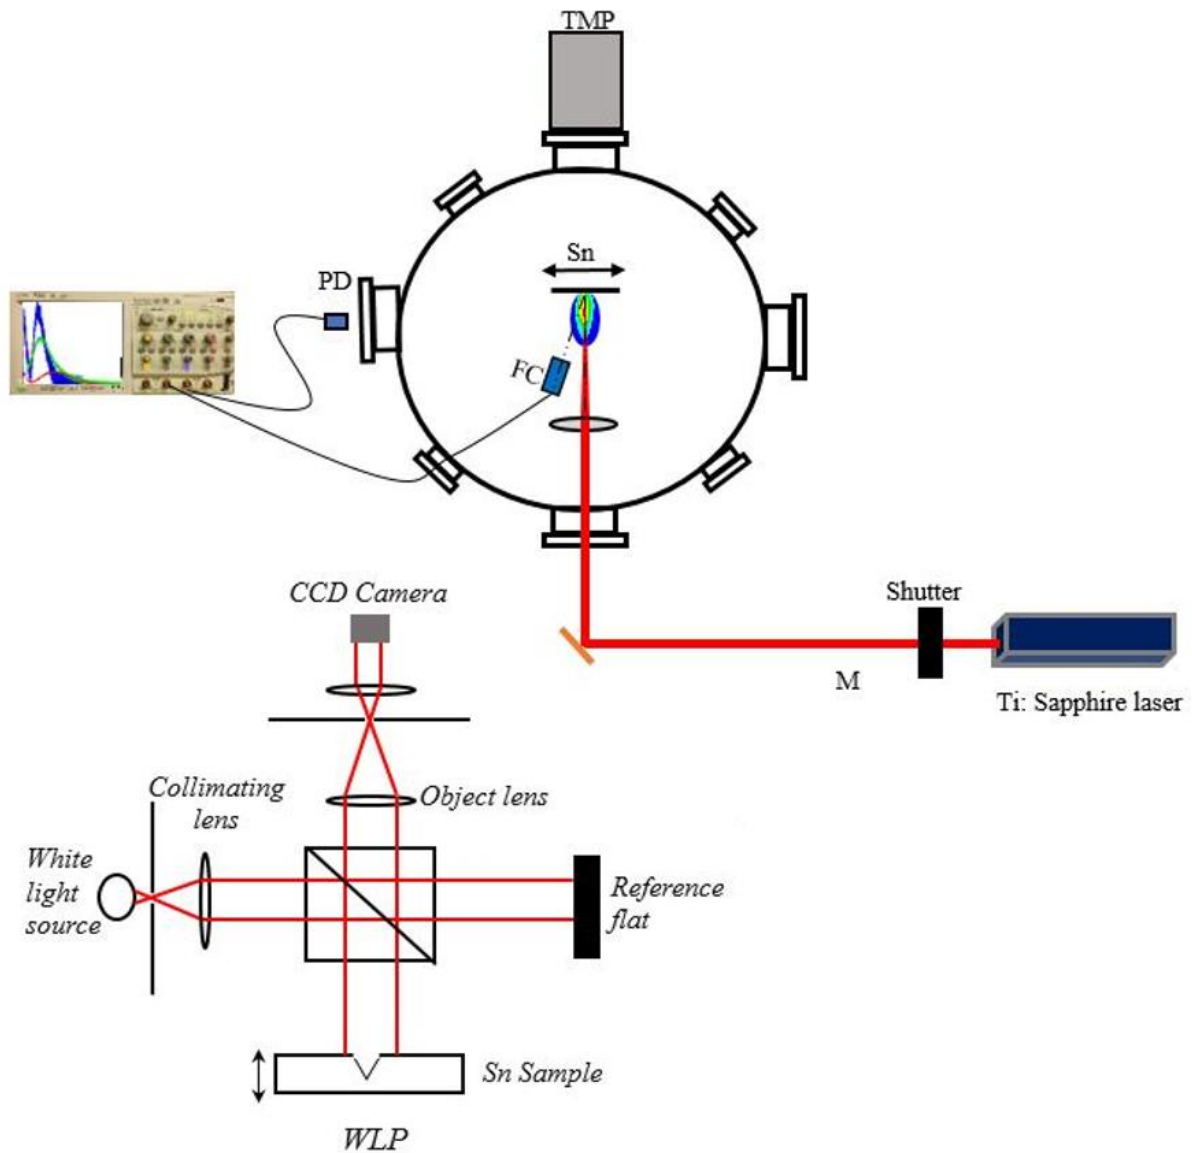 TMP
Sn
PD
FC
CCD Camera
Shutter
M
Ti: Sapphire laser
Collimating
lens
Object lens
White
light
source
Reference
flat
Sn Sample
WLP